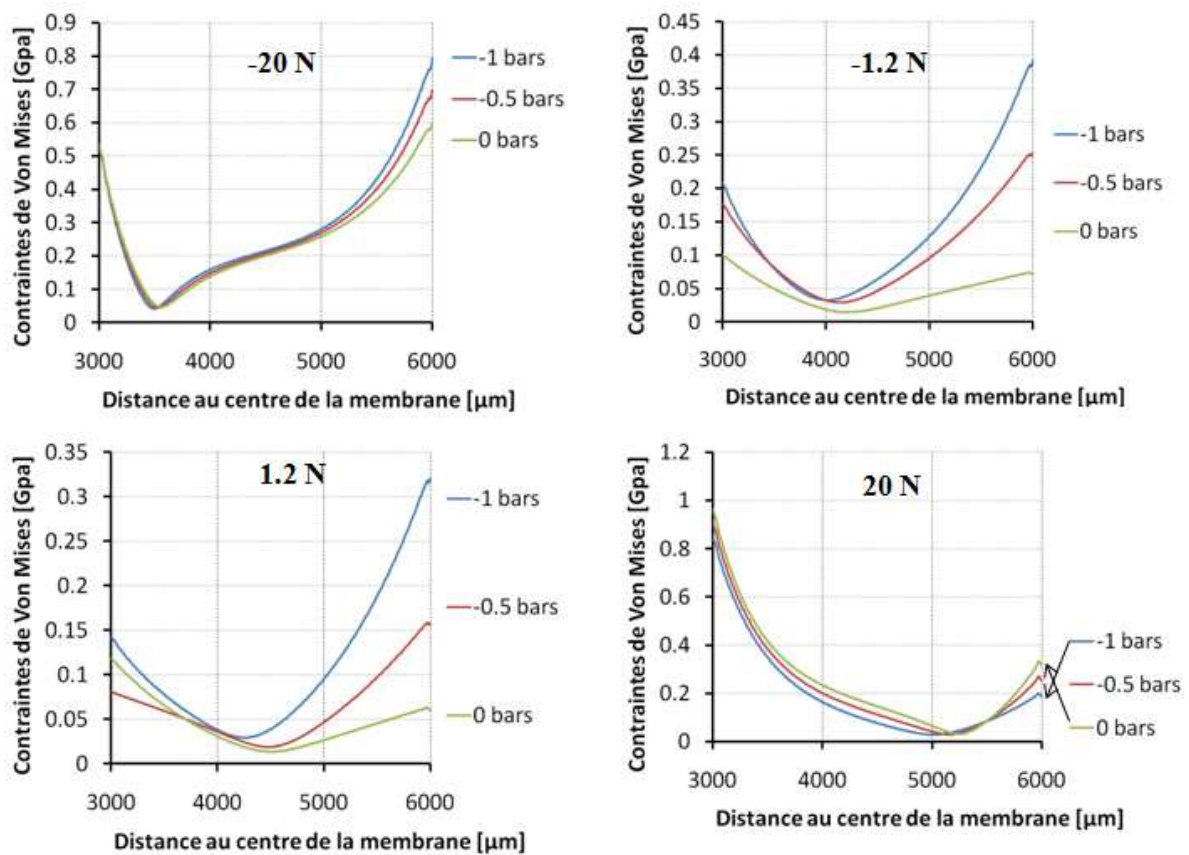 Contraintes de Von Mises [Gpa]
0.9
0.8
0.7
0.6
0.5
0.4
0.3
0.2
0.1
0
-20 N
-1 bars
-0.5 bars
0 bars
3000 4000 5000 6000
Distance au centre de la membrane [µm]
Contraintes de Von Mises [Gpa]
0.45
0.4
0.35
0.3
0.25
0.2
0.15
0.1
0.05
0
-1.2 N
-1 bars
-0.5 bars
0 bars
3000 4000 5000 6000
Distance au centre de la membrane [µm]
Contraintes de Von Mises [Gpa]
0.35
0.3
0.25
0.2
0.15
0.1
0.05
0
1.2 N
-1 bars
-0.5 bars
0 bars
3000 4000 5000 6000
Distance au centre de la membrane [µm]
Contraintes de Von Mises [Gpa]
1.2
1
0.8
0.6
0.4
0.2
0
20 N
-1 bars
-0.5 bars
0 bars
3000 4000 5000 6000
Distance au centre de la membrane [µm]